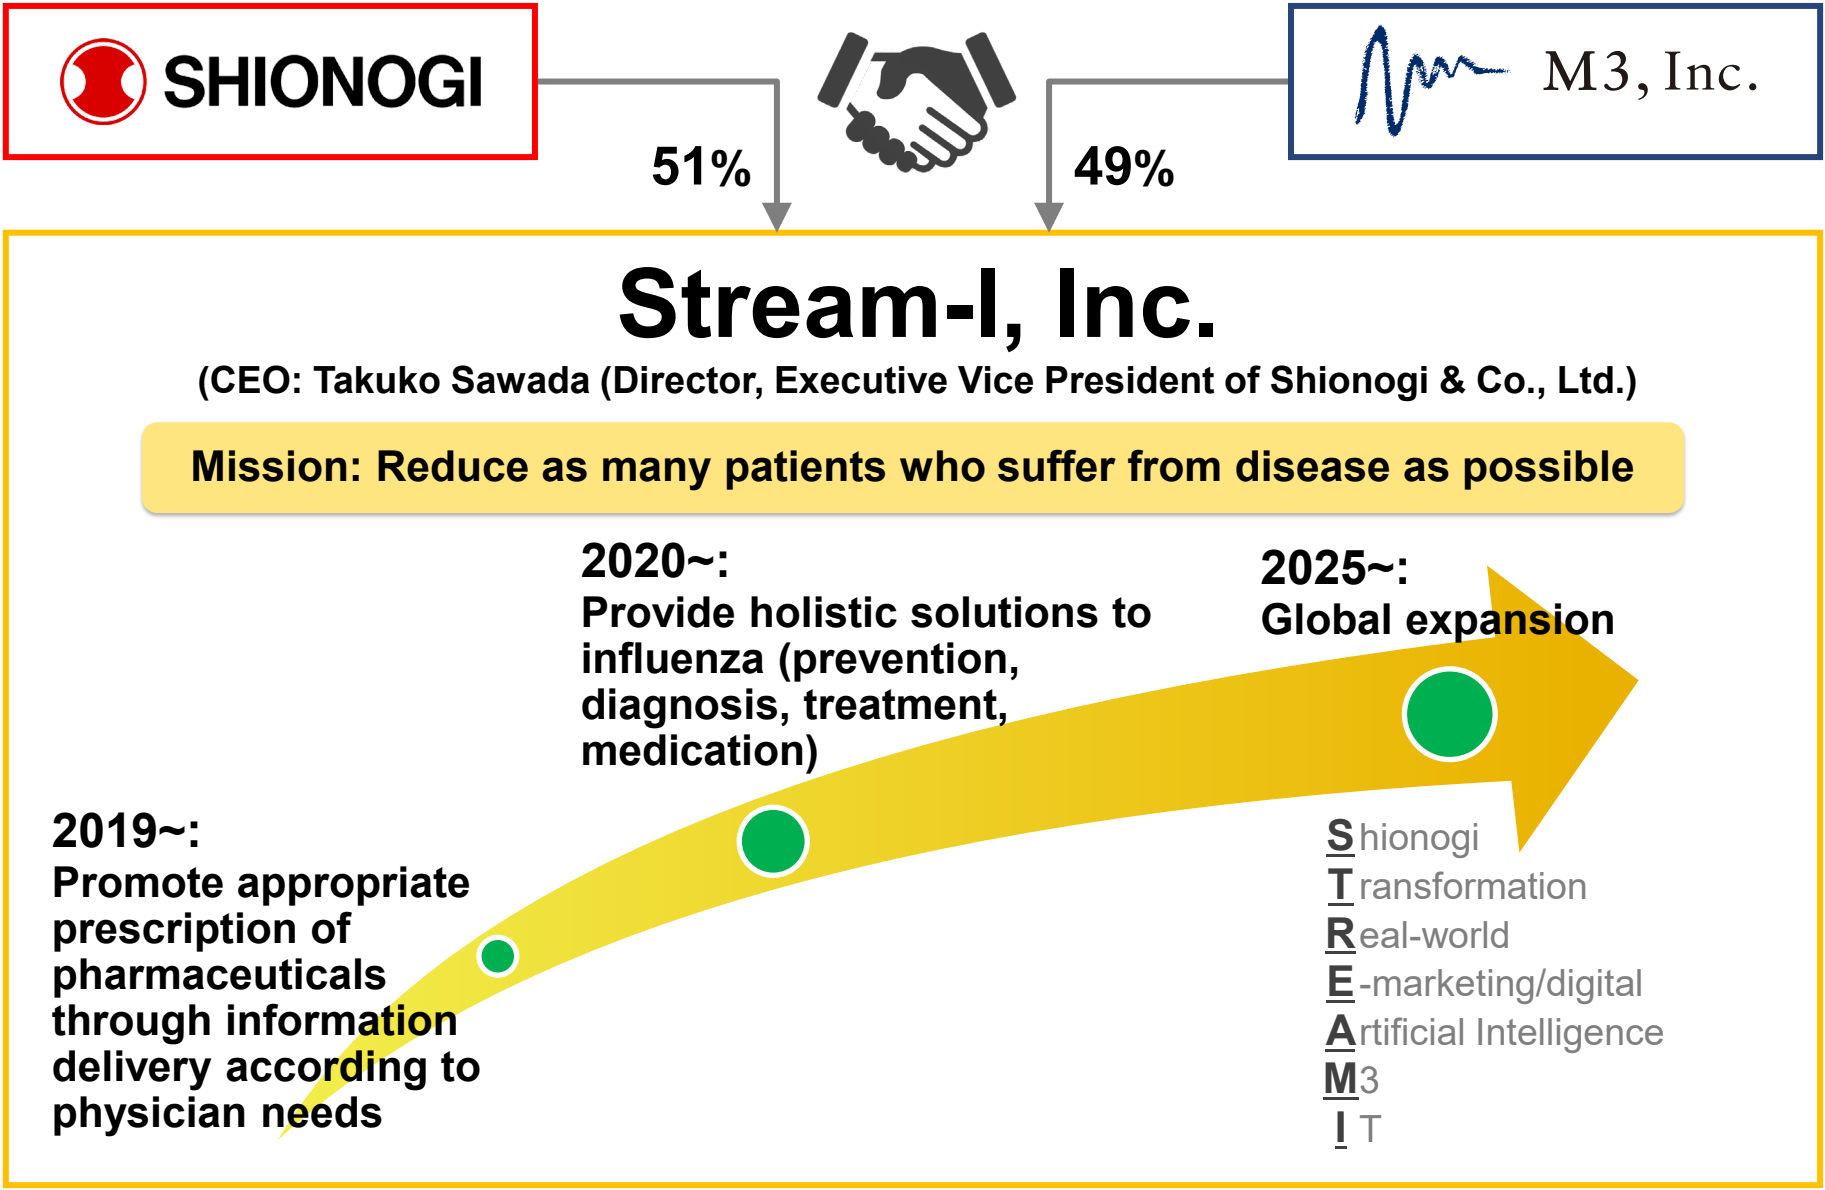 SHIONOGI
M3, Inc.
51%
49%
Stream-I, Inc.
(CEO: Takuko Sawada (Director, Executive Vice President of Shionogi & Co., Ltd.)
Mission: Reduce as many patients who suffer from disease as possible
2019~:
Promote appropriate
prescription of
pharmaceuticals
through information
delivery according to
physician needs
2020~:
Provide holistic solutions to
influenza (prevention,
diagnosis, treatment,
medication)
2025~:
Global expansion
Shionogi
Transformation
Real-world
E-marketing/digital
Artificial Intelligence
M3
IT